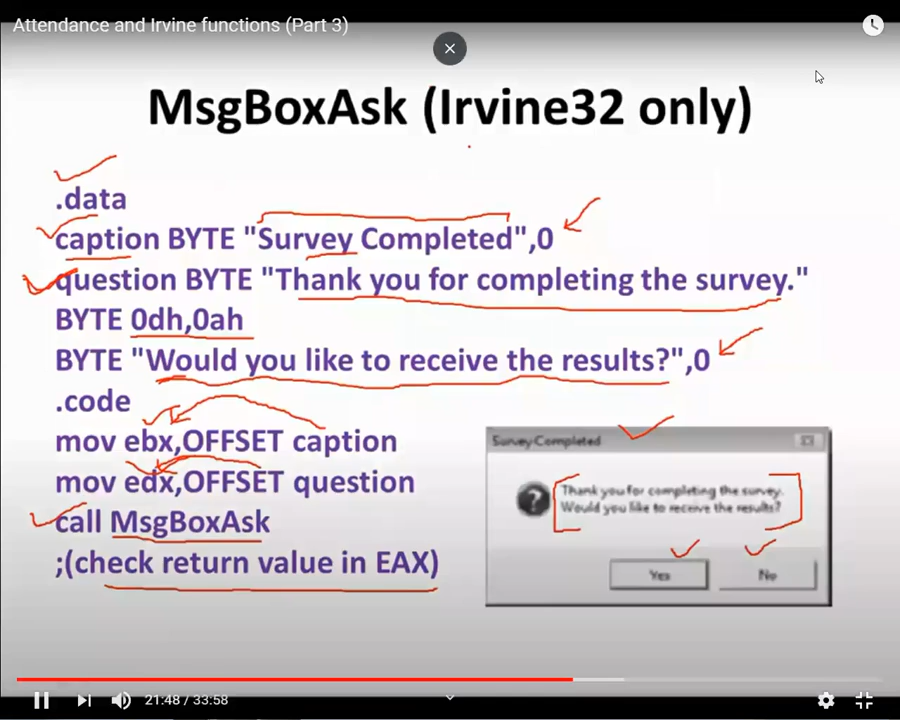 Attendance and Irvine functions (Part 3)
MsgBoxAsk (Irvine32 only)
.data
caption BYTE "Survey Completed",0
question BYTE "Thank you for completing the survey."
BYTE 0dh,0ah
BYTE "Would you like to receive the results?",0
.code
mov ebx,OFFSET caption
mov edx,OFFSET question
call MsgBoxAsk
;(check return value in EAX)
Survey Completed
Thank you for completing the survey.
Would you like to receive the results?
Yes
No
21:48 / 33:58